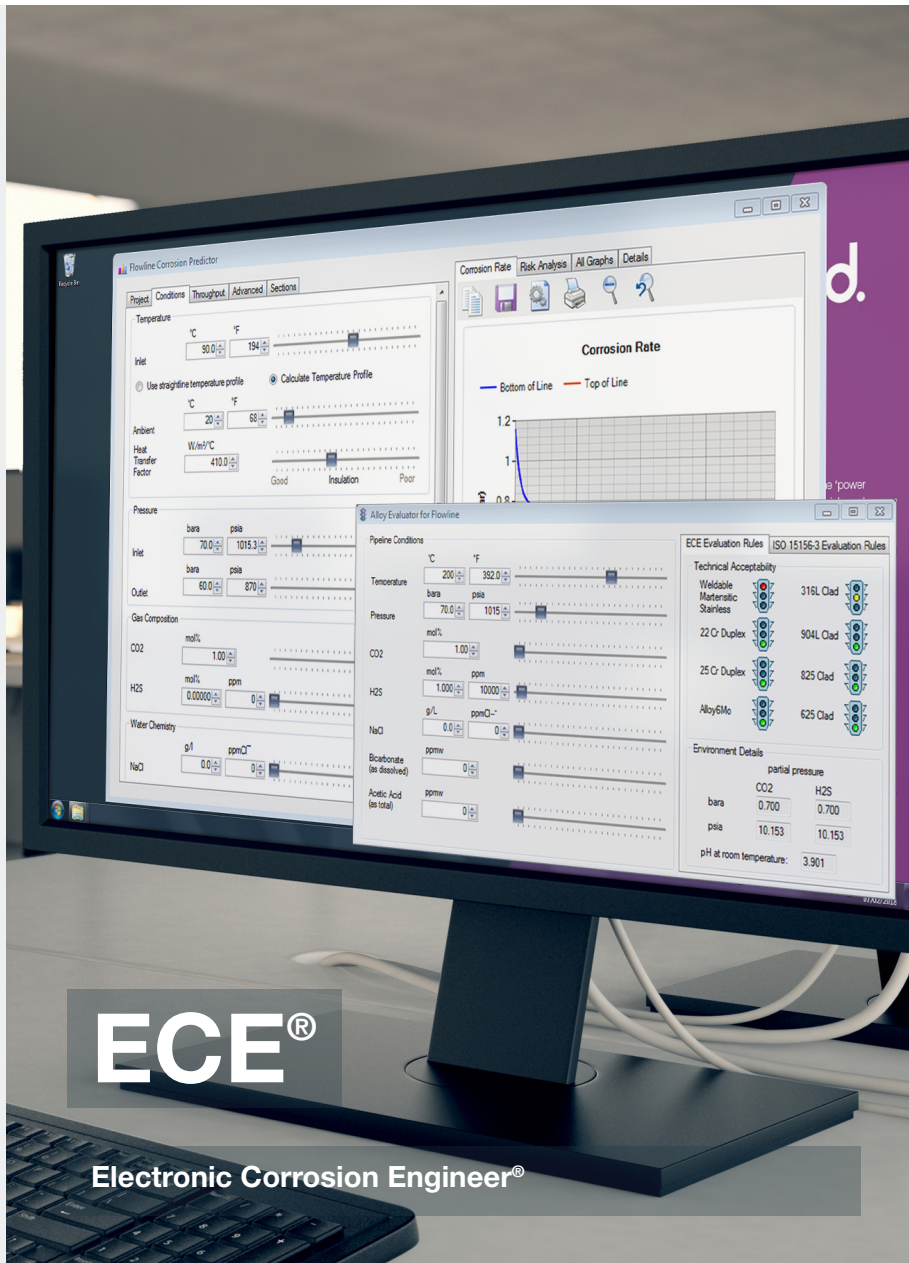 Recycle Bin
d.
e 'power
Flowline Corrosion Predictor
Project Conditions Throughput Advanced Sections
Temperature
°C °F
Inlet 90.0 194
Use straightline temperature profile Calculate Temperature Profile
°C °F
Ambient 20 68
Heat
Transfer
Factor
W/m²/°C
410.0
Good Insulation Poor
Pressure
bara psia
Inlet 70.0 1015.3
bara psia
Outlet 60.0 870
Gas Composition
mol%
CO2 1.00
mol% ppm
H2S 0.00000 0
Water Chemistry
g/l ppmCl⁻
NaCl 0.0 0
Corrosion Rate Risk Analysis All Graphs Details
Corrosion Rate
Bottom of Line Top of Line
1.2
1
0.8
Alloy Evaluator for Flowline
Pipeline Conditions
°C °F
Temperature 200 392.0
bara psia
Pressure 70.0 1015
mol%
CO2 1.00
mol% ppm
H2S 1.000 10000
g/L ppmCl-
NaCl 0.0 0
Bicarbonate
(as dissolved)
ppmw
0
Acetic Acid
(as total)
ppmw
0
ECE Evaluation Rules ISO 15156-3 Evaluation Rules
Technical Acceptability
Weldable
Martensitic
Stainless
316L Clad
22 Cr Duplex 904L Clad
25 Cr Duplex 825 Clad
Alloy6Mo 625 Clad
Environment Details
partial pressure
CO2 H2S
bara 0.700 0.700
psia 10.153 10.153
pH at room temperature: 3.901
07/02/2018
ECE®
Electronic Corrosion Engineer®